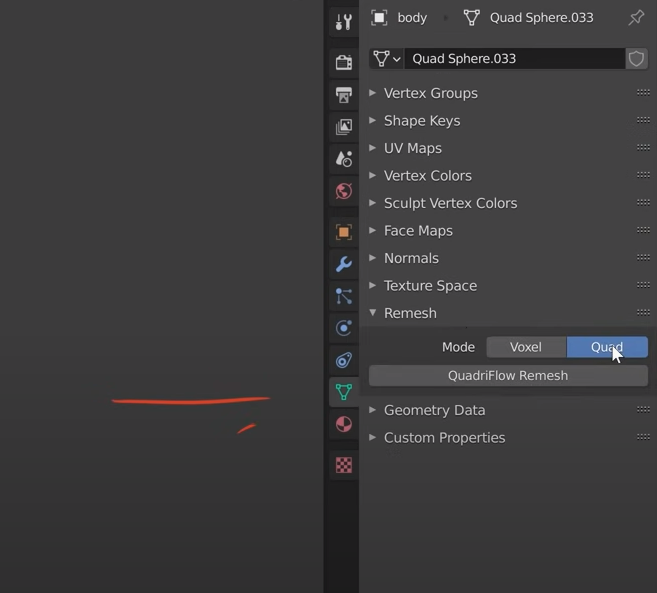 body Quad Sphere.033
Quad Sphere.033
Vertex Groups
Shape Keys
UV Maps
Vertex Colors
Sculpt Vertex Colors
Face Maps
Normals
Texture Space
Remesh
Mode Voxel Quad
QuadriFlow Remesh
Geometry Data
Custom Properties